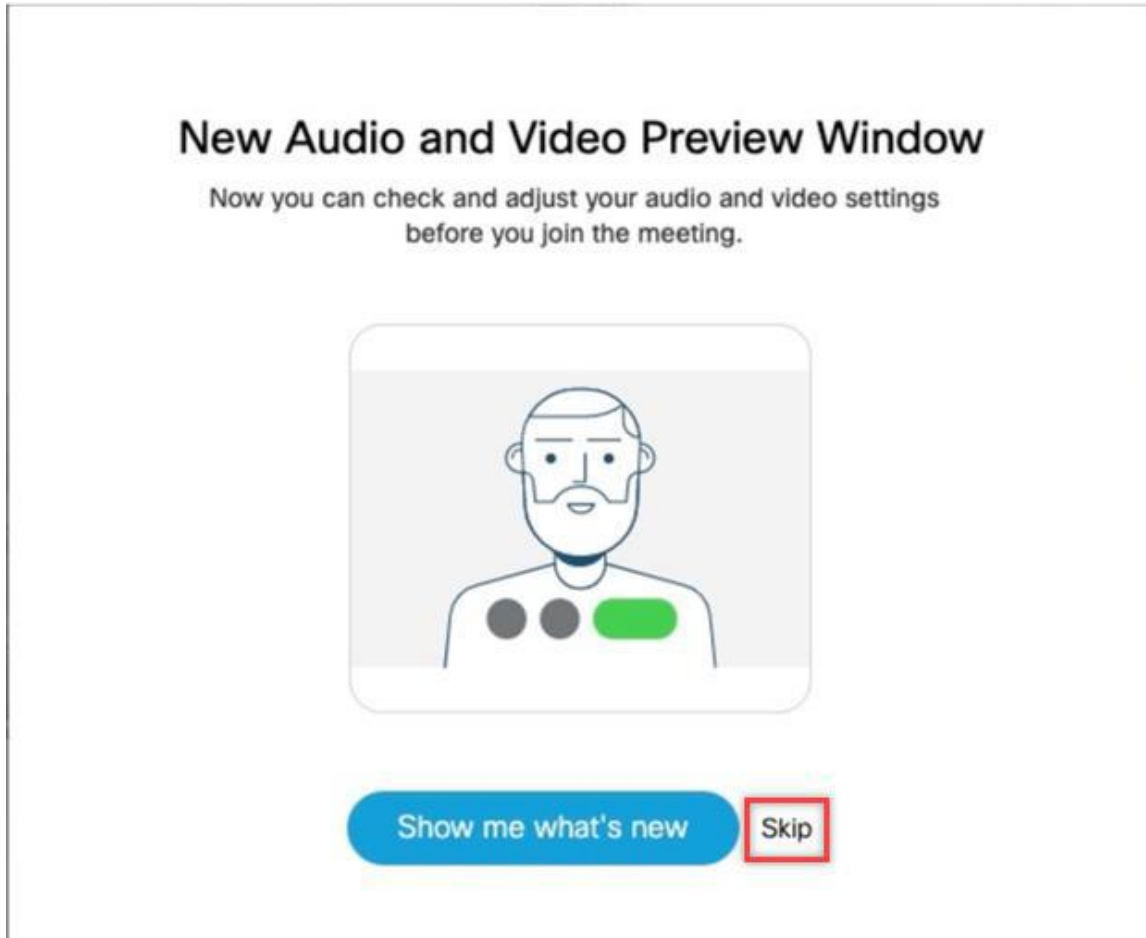 New Audio and Video Preview Window
Now you can check and adjust your audio and video settings
before you join the meeting.
Show me what's new
Skip